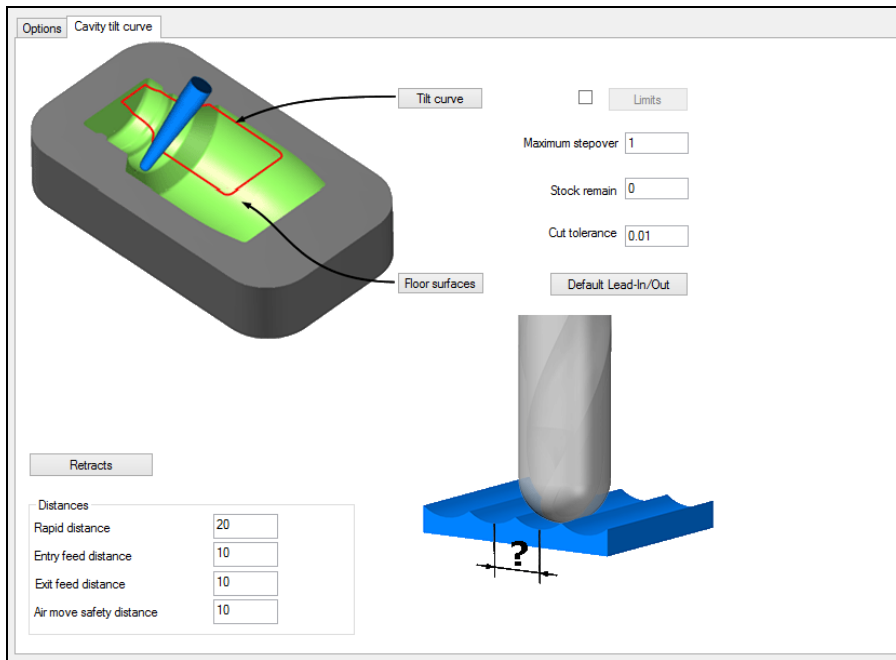 Options
Cavity tilt curve
Tilt curve
Limits
Maximum stepover 1
Stock remain 0
Cut tolerance 0.01
Floor surfaces
Default Lead-In/Out
?
Retracts
Distances
Rapid distance 20
Entry feed distance 10
Exit feed distance 10
Air move safety distance 10